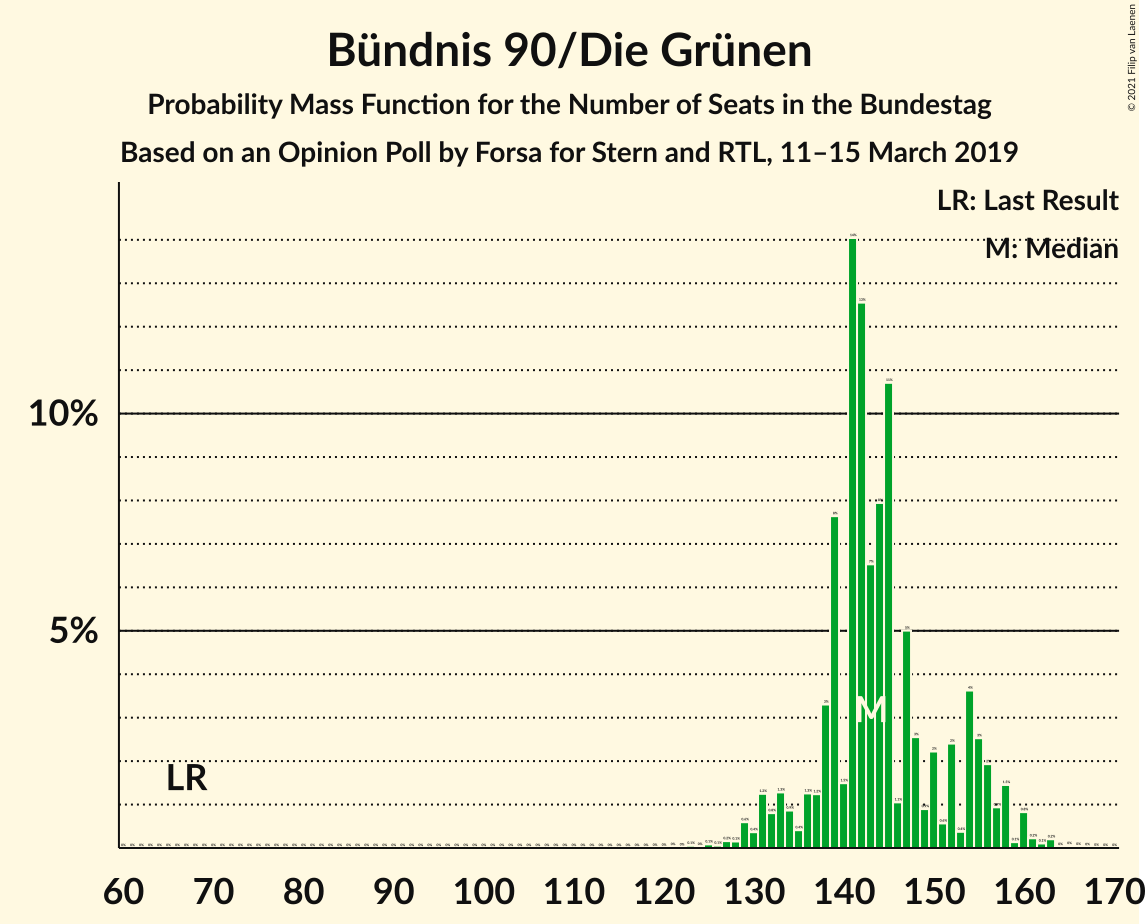 Bündnis 90/Die Grünen
Probability Mass Function for the Number of Seats in the Bundestag
Based on an Opinion Poll by Forsa for Stern and RTL, 11–15 March 2019
© 2021 Filip van Laenen
LR: Last Result
M: Median
10%
5%
LR
M
60 70 80 90 100 110 120 130 140 150 160 170